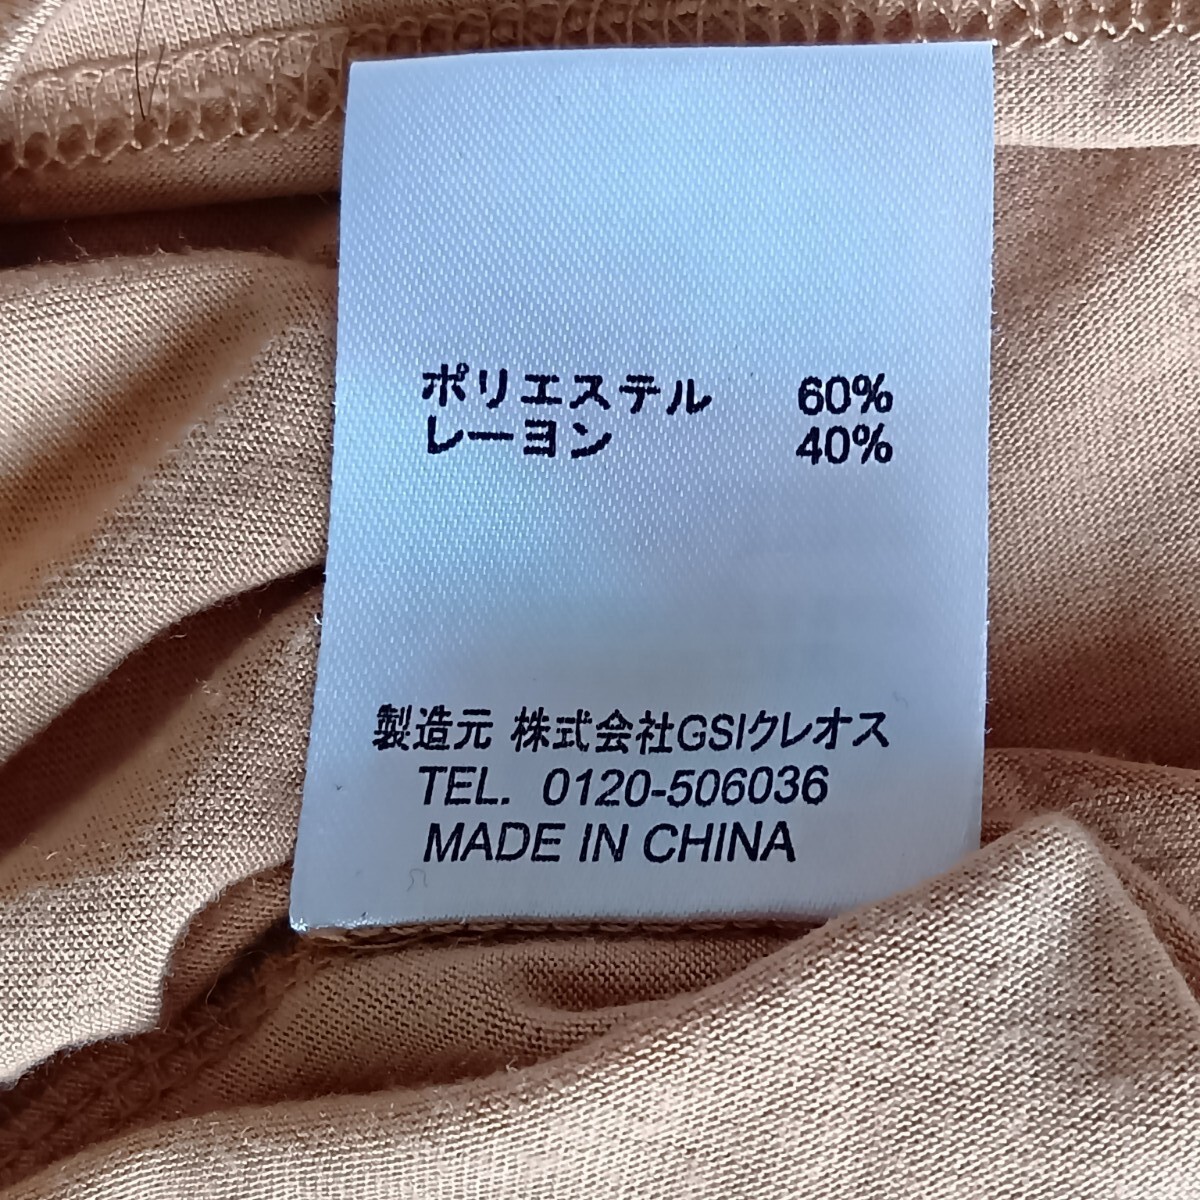 ポリエステル 60%
レーヨン 40%
製造元 株式会社GSIクレオス
TEL. 0120-506036
MADE IN CHINA